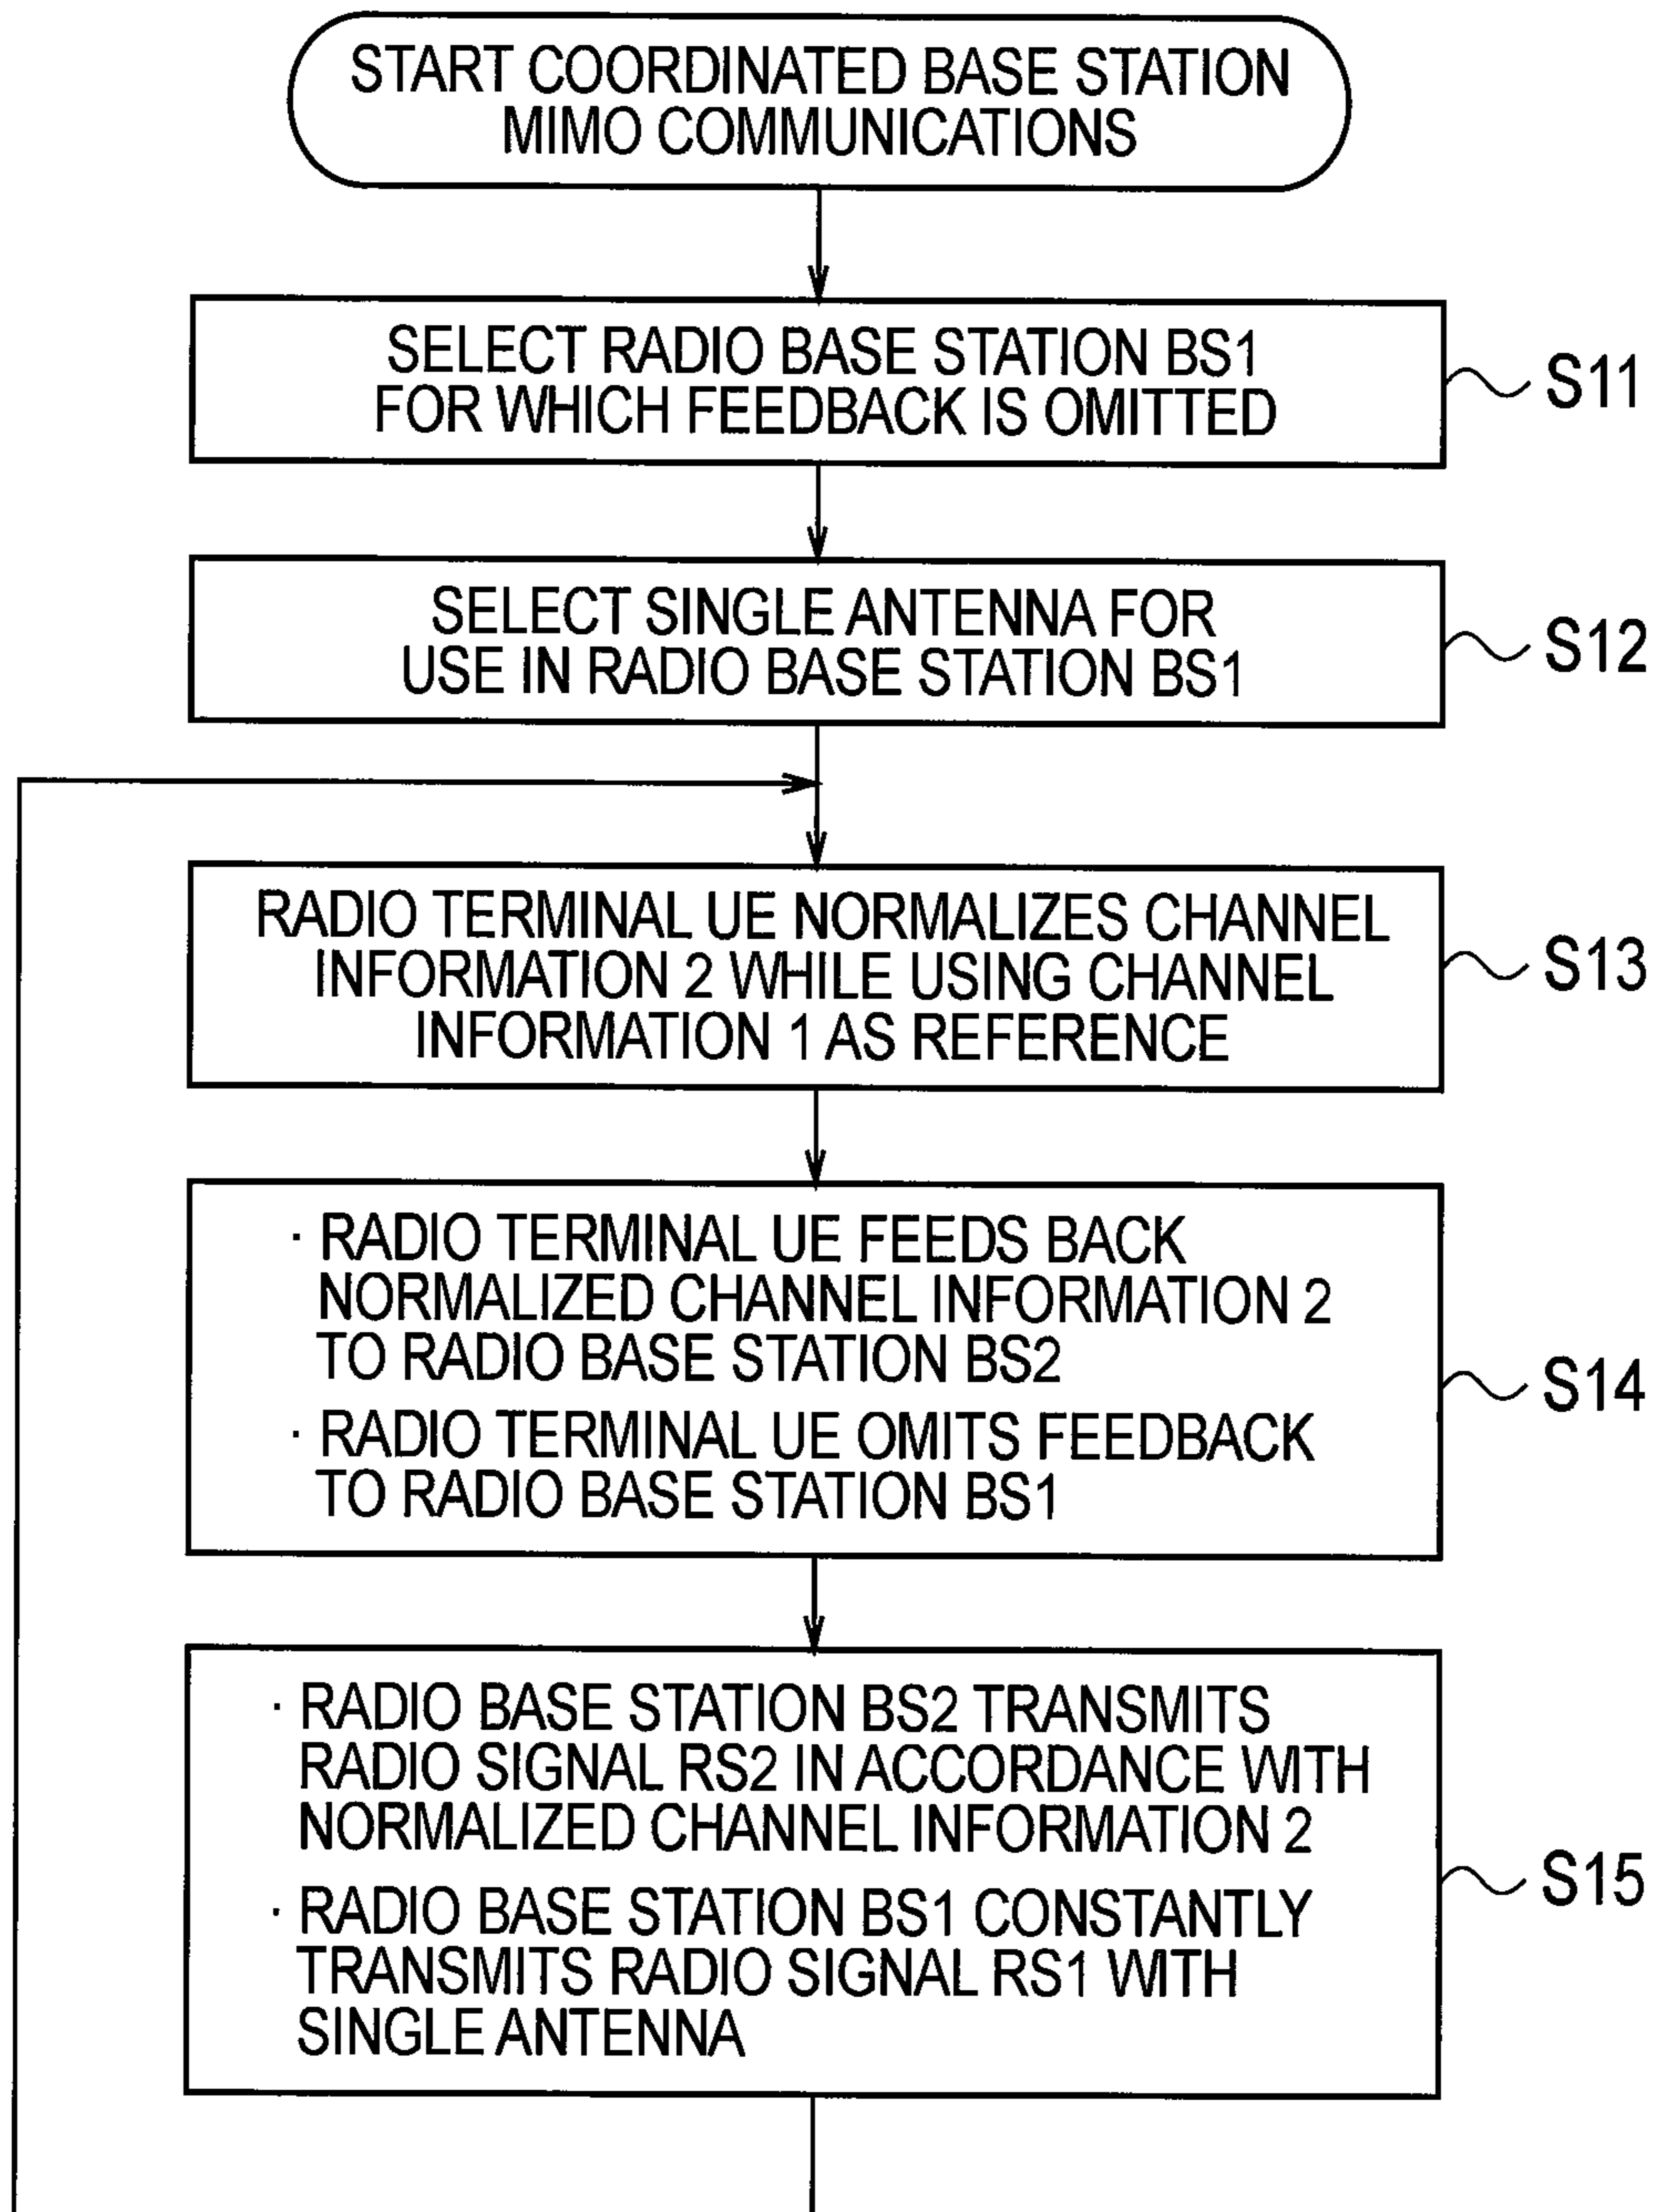 START COORDINATED BASE STATION
MIMO COMMUNICATIONS
SELECT RADIO BASE STATION BS1
FOR WHICH FEEDBACK IS OMITTED
S11
SELECT SINGLE ANTENNA FOR
USE IN RADIO BASE STATION BS1
S12
RADIO TERMINAL UE NORMALIZES CHANNEL
INFORMATION 2 WHILE USING CHANNEL
INFORMATION 1 AS REFERENCE
S13
· RADIO TERMINAL UE FEEDS BACK
NORMALIZED CHANNEL INFORMATION 2
TO RADIO BASE STATION BS2
· RADIO TERMINAL UE OMITS FEEDBACK
TO RADIO BASE STATION BS1
S14
· RADIO BASE STATION BS2 TRANSMITS
RADIO SIGNAL RS2 IN ACCORDANCE WITH
NORMALIZED CHANNEL INFORMATION 2
· RADIO BASE STATION BS1 CONSTANTLY
TRANSMITS RADIO SIGNAL RS1 WITH
SINGLE ANTENNA
S15